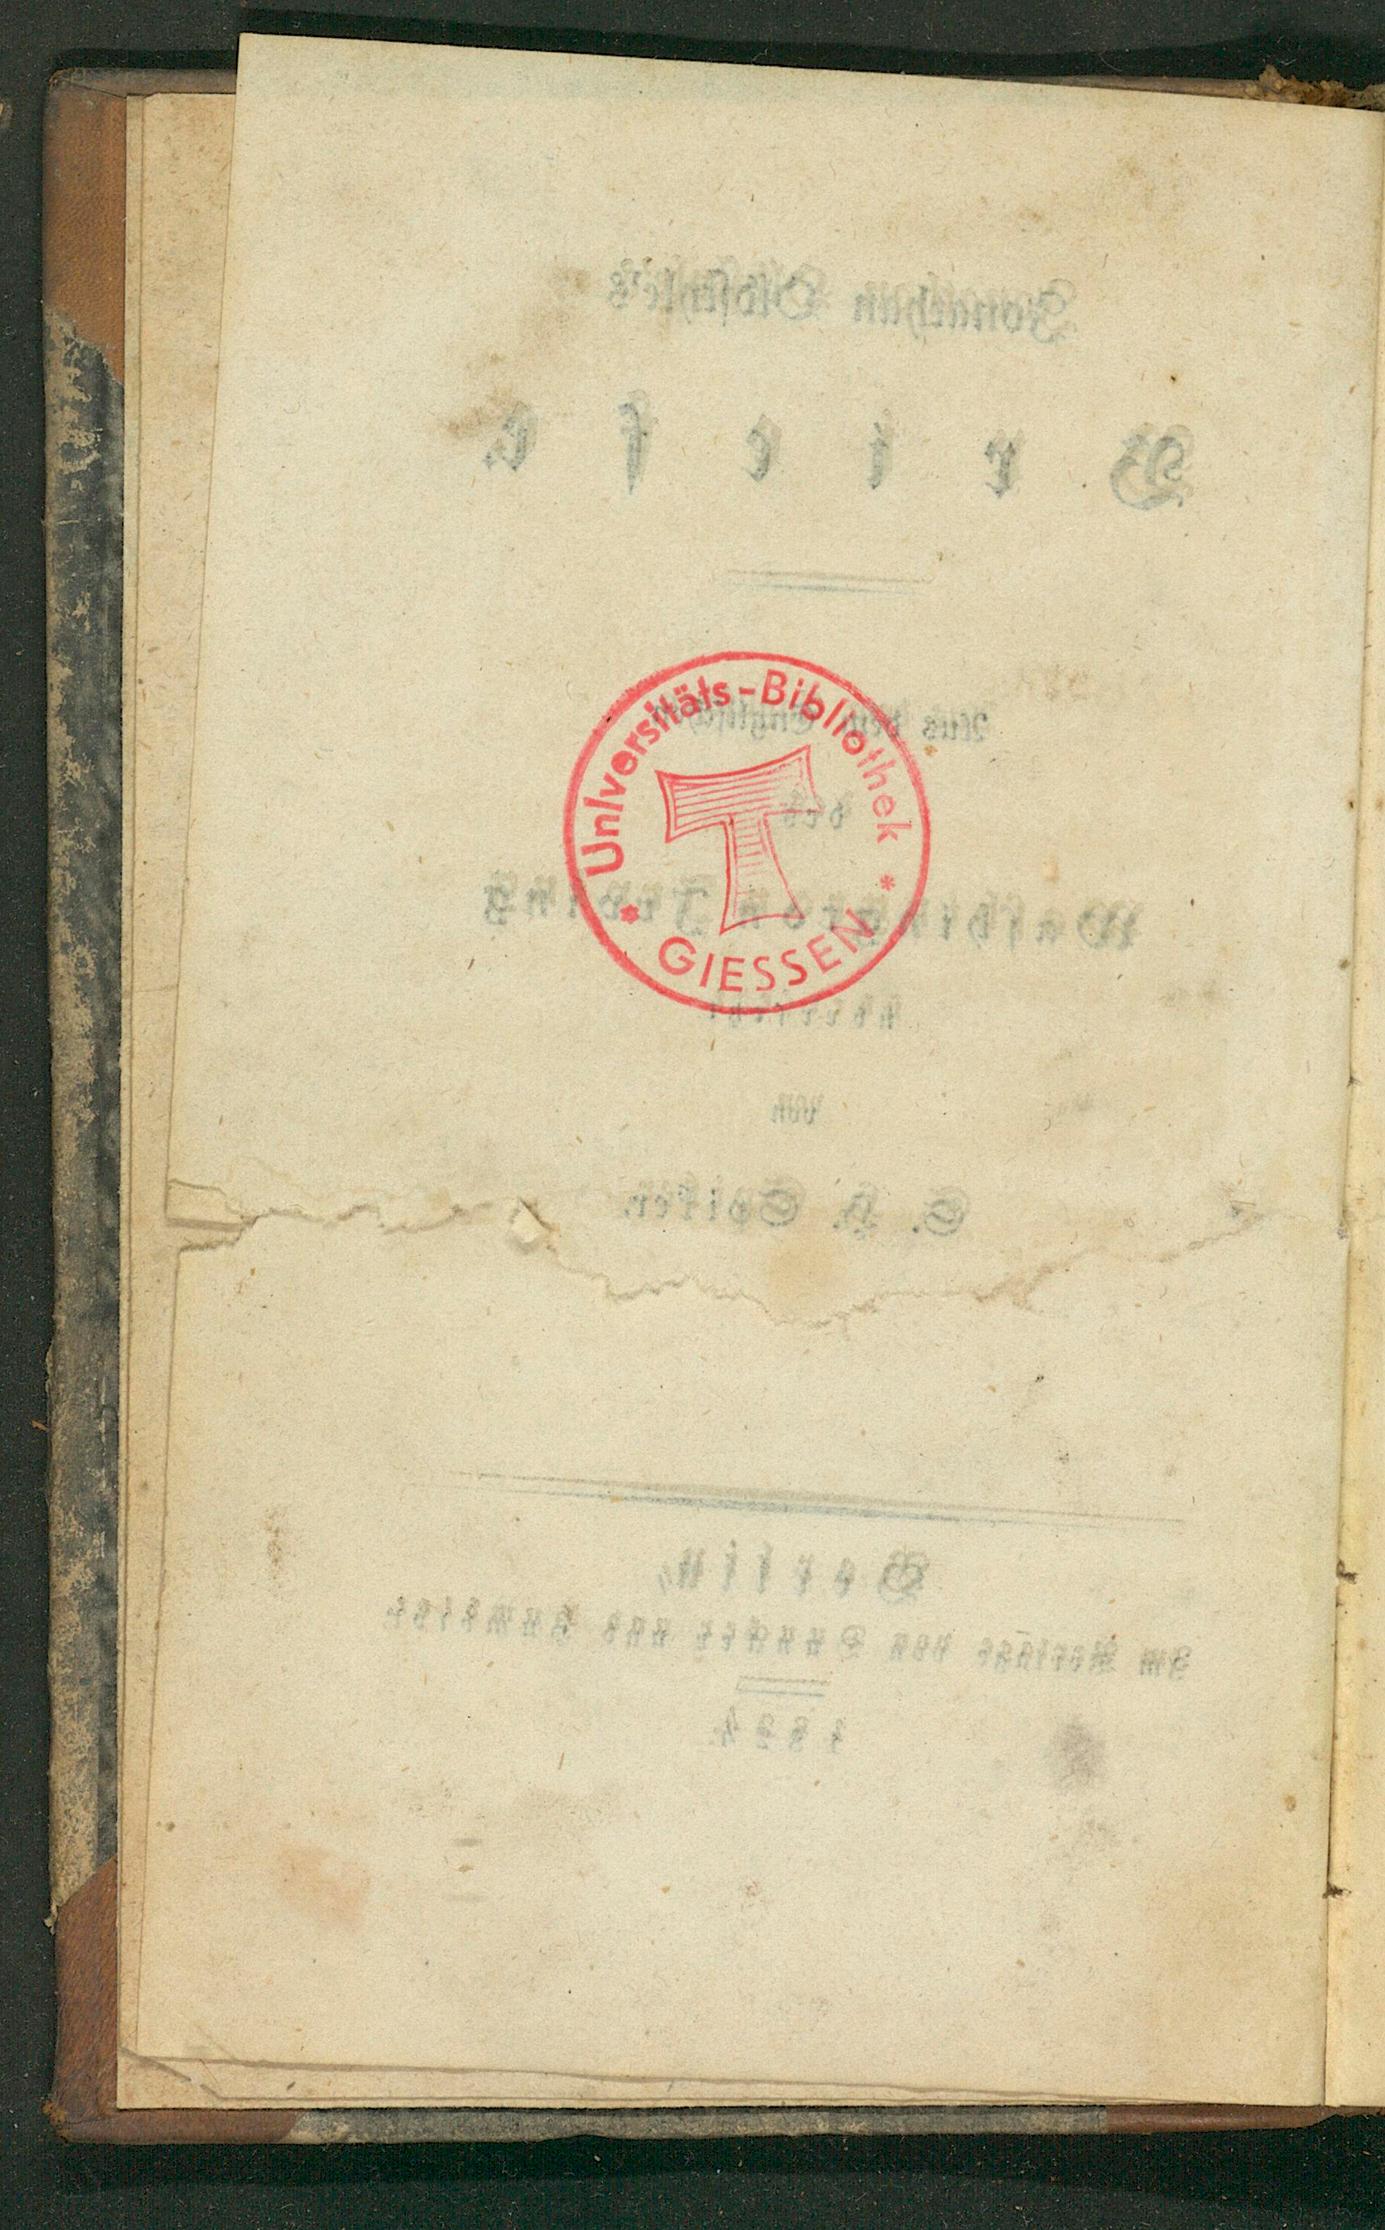 Jonathan Oldstyle's
Briefe.
Aus dem Englischen
des
Washington Irving
übersetzt
von
S. H. Spiker.
Universitäts-Bibliothek
GIESSEN
Berlin,
Im Verlage von Duncker und Humblot.
1824.